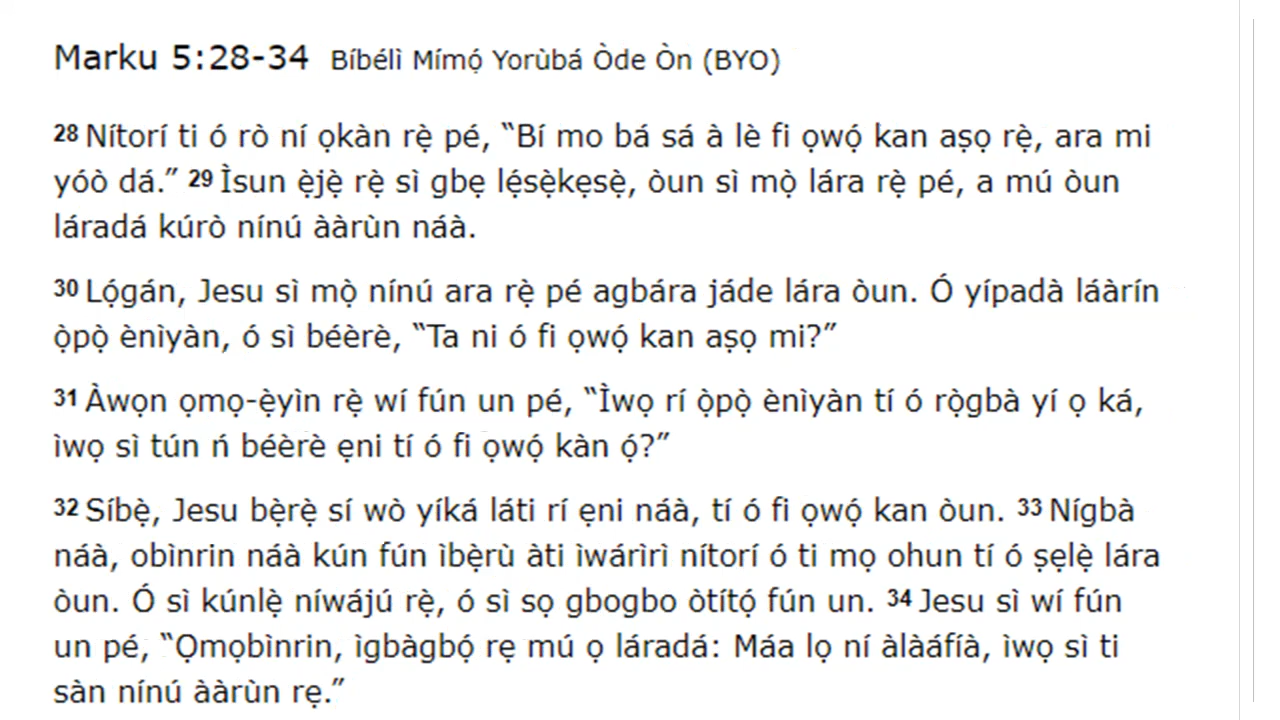 Marku 5:28-34 Bíbélì Mímọ́ Yorùbá Òde Òn (BYO)
28 Nítorí ti ó rò ní ọkàn rẹ̀ pé, “Bí mo bá sá à lè fi ọwọ́ kan aṣọ rẹ̀, ara mi
yóò dá.” 29 Ìsun ẹ̀jẹ̀ rẹ̀ sì gbẹ lẹ́sẹ̀kẹsẹ̀, òun sì mọ̀ lára rẹ̀ pé, a mú òun
láradá kúrò nínú ààrùn náà.
30 Lọ́gán, Jesu sì mọ̀ nínú ara rẹ̀ pé agbára jáde lára òun. Ó yípadà láàrín
ọ̀pọ̀ ènìyàn, ó sì béèrè, “Ta ni ó fi ọwọ́ kan aṣọ mi?”
31 Àwọn ọmọ-ẹ̀yìn rẹ̀ wí fún un pé, “Ìwọ rí ọ̀pọ̀ ènìyàn tí ó rọ̀gbà yí ọ ká,
ìwọ sì tún ń béèrè ẹni tí ó fi ọwọ́ kàn ọ́?”
32 Síbẹ̀, Jesu bẹ̀rẹ̀ sí wò yíká láti rí ẹni náà, tí ó fi ọwọ́ kan òun. 33 Nígbà
náà, obìnrin náà kún fún ìbẹ̀rù àti ìwárìrì nítorí ó ti mọ ohun tí ó ṣẹlẹ̀ lára
òun. Ó sì kúnlẹ̀ níwájú rẹ̀, ó sì sọ gbogbo òtítọ́ fún un. 34 Jesu sì wí fún
un pé, “Ọmọbìnrin, ìgbàgbọ́ rẹ mú ọ láradá: Máa lọ ní àlàáfíà, ìwọ sì ti
sàn nínú ààrùn rẹ.”